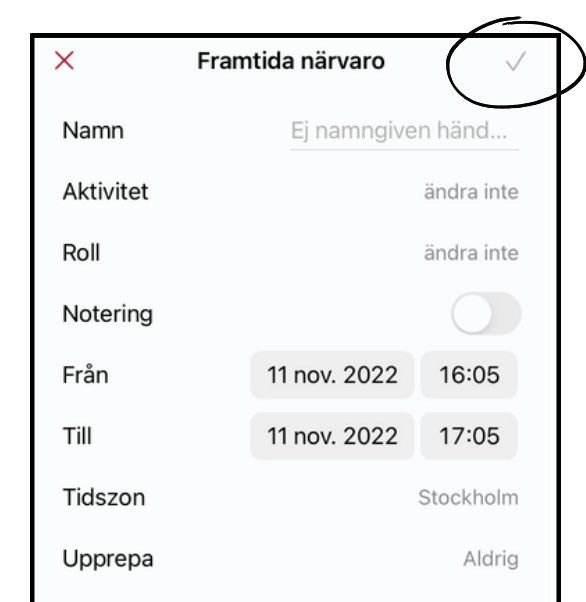 Framtida närvaro
Namn Ej namngiven händ...
Aktivitet ändra inte
Roll ändra inte
Notering
Från 11 nov. 2022 16:05
Till 11 nov. 2022 17:05
Tidszon Stockholm
Upprepa Aldrig